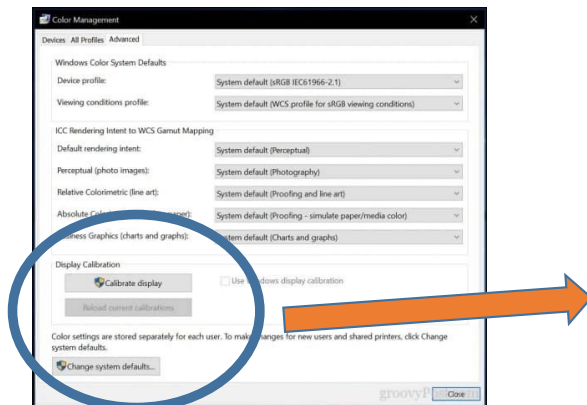 Color Management
Devices All Profiles Advanced
Windows Color System Defaults
Device profile: System default (sRGB IEC61966-2.1)
Viewing conditions profile: System default (WCS profile for sRGB viewing conditions)
ICC Rendering Intent to WCS Gamut Mapping
Default rendering intent: System default (Perceptual)
Perceptual (photo images): System default (Photography)
Relative Colorimetric (line art): System default (Proofing and line art)
Absolute System default (Proofing - simulate paper/media color)
Graphics (charts and graphs): System default (Charts and graphs)
Display Calibration
Calibrate display Use Windows display calibration
Reload current calibrations
Color settings are stored separately for each user. To make changes for new users and shared printers, click Change
system defaults.
Change system defaults...
Close